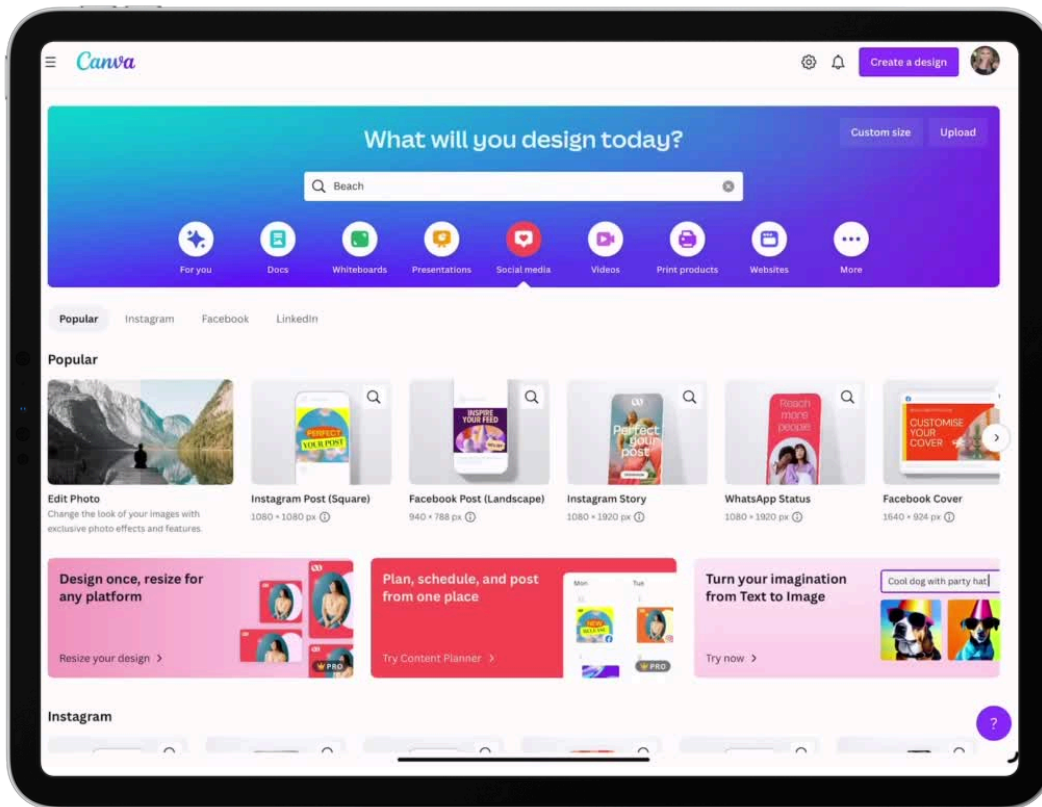 Canva
Create a design
What will you design today?
Custom size
Upload
Beach
For you
Docs
Whiteboards
Presentations
Social media
Videos
Print products
Websites
More
Popular
Instagram
Facebook
LinkedIn
Popular
PERFECT
YOUR POST
INSPIRE
YOUR FEED
Perfect
your
post
Reach
more
people
CUSTOMISE
YOUR
COVER
Edit Photo
Change the look of your images with
exclusive photo effects and features
Instagram Post (Square)
1080 × 1080 px
Facebook Post (Landscape)
940 × 788 px
Instagram Story
1080 × 1920 px
WhatsApp Status
1080 × 1920 px
Facebook Cover
1640 × 924 px
Design once, resize for
any platform
Resize your design
PRO
Plan, schedule, and post
from one place
Try Content Planner
Mon
Tue
NEW
RELEASE
PRO
Turn your imagination
from Text to Image
Try now
Cool dog with party hat
Instagram
?